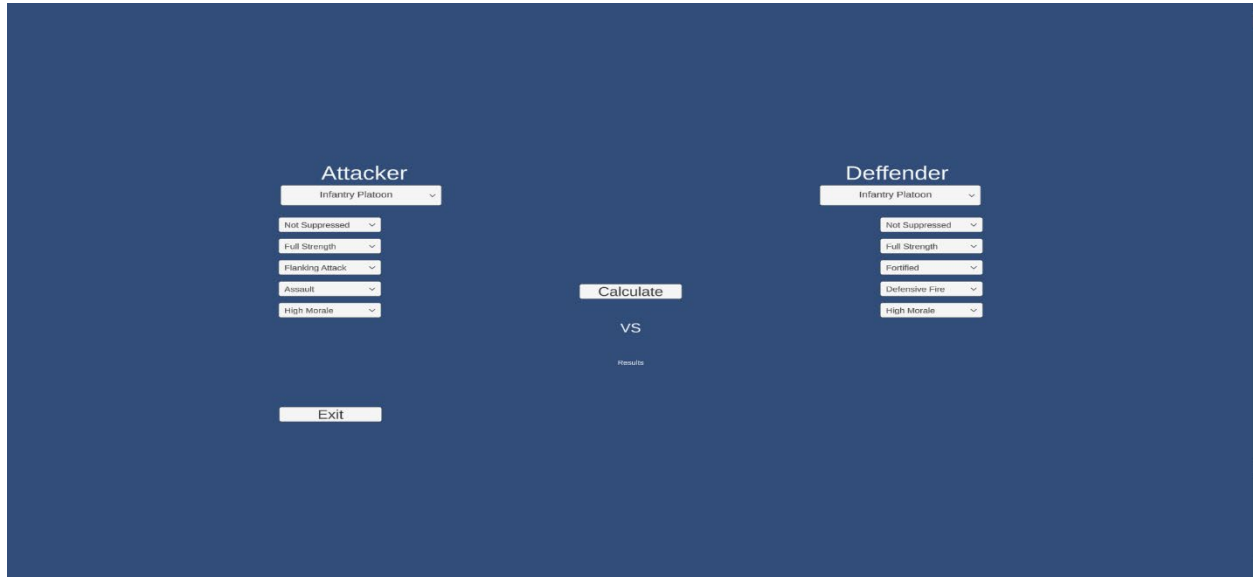 Attacker
Infantry Platoon
Not Suppressed
Full Strength
Flanking Attack
Assault
High Morale
Exit
Calculate
VS
Results
Deffender
Infantry Platoon
Not Suppressed
Full Strength
Fortified
Defensive Fire
High Morale